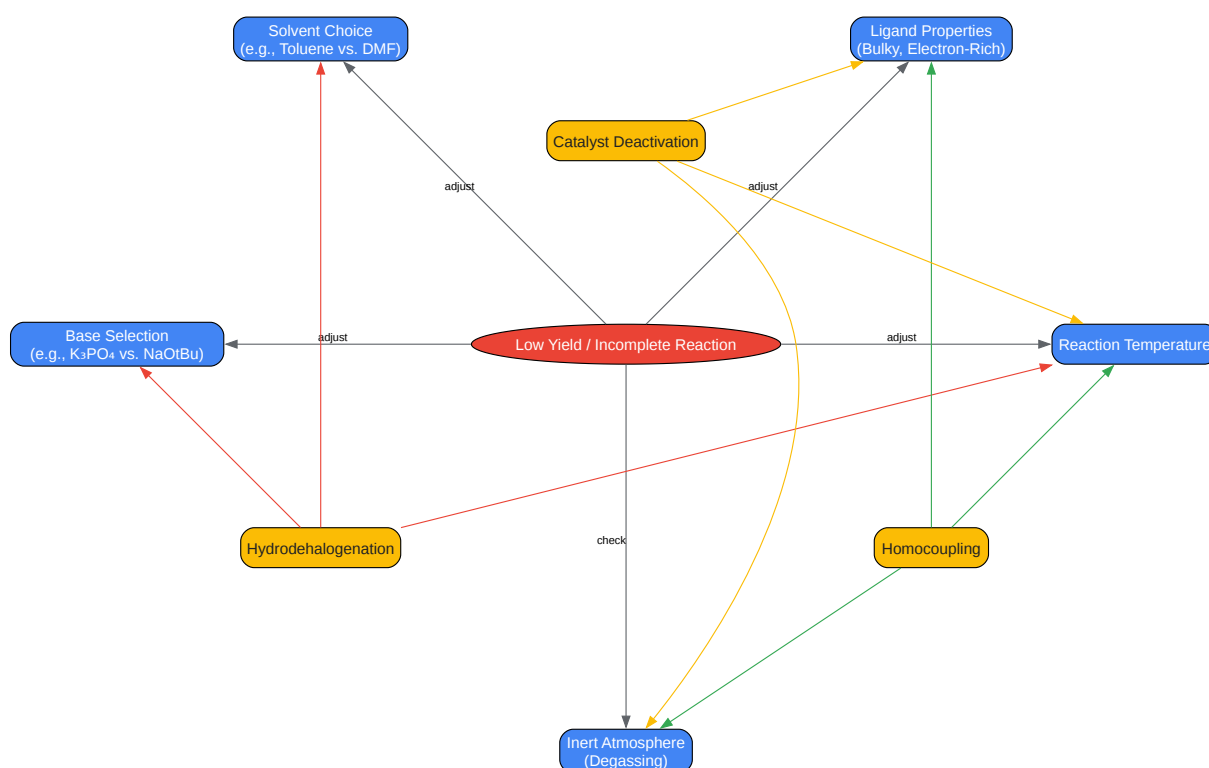 Solvent Choice
(e.g., Toluene vs. DMF)
Ligand Properties
(Bulky, Electron-Rich)
Catalyst Deactivation
adjust
adjust
Base Selection
(e.g., K₃PO₄ vs. NaOtBu)
adjust
Low Yield / Incomplete Reaction
adjust
Reaction Temperature
check
Hydrodehalogenation
Homocoupling
Inert Atmosphere
(Degassing)